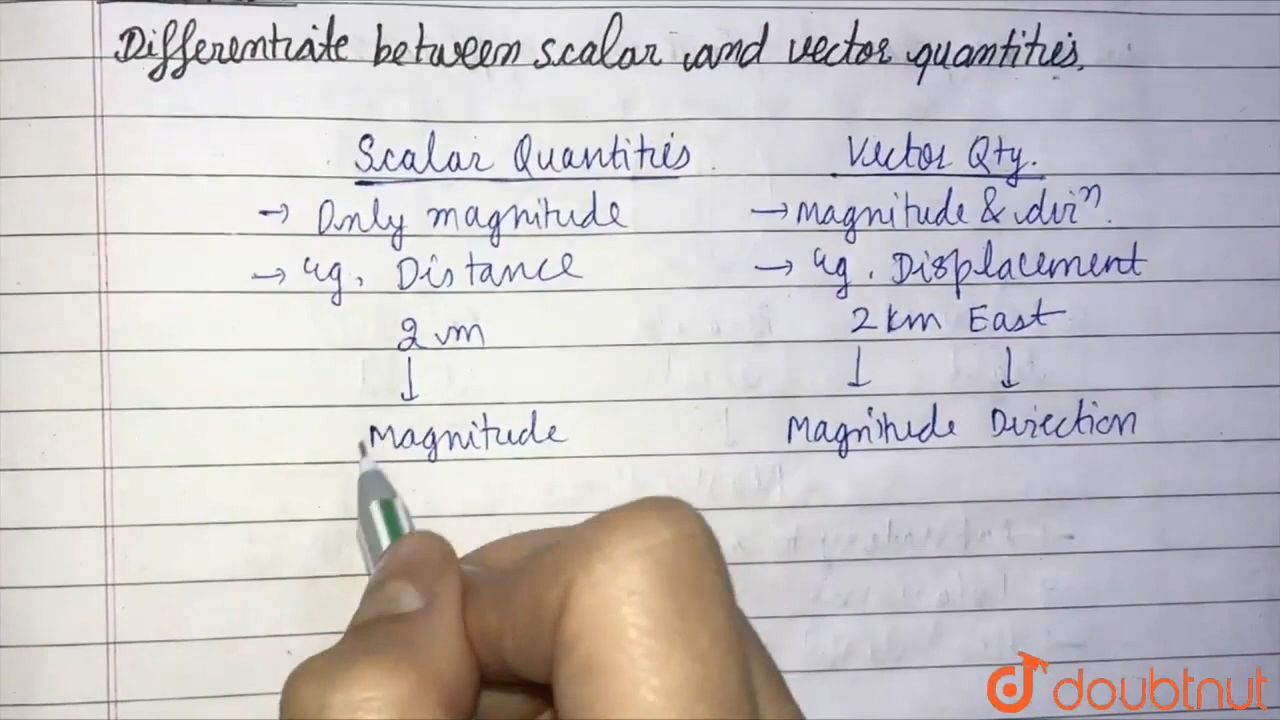 Differentiate between scalar and vector quantities.
Scalar Quantities
→ Only magnitude
→ eg. Distance
2 m
↓
Magnitude
Vector Qty.
→ Magnitude & dirⁿ.
→ eg. Displacement
2 km East
↓ ↓
Magnitude Direction
doubtnut